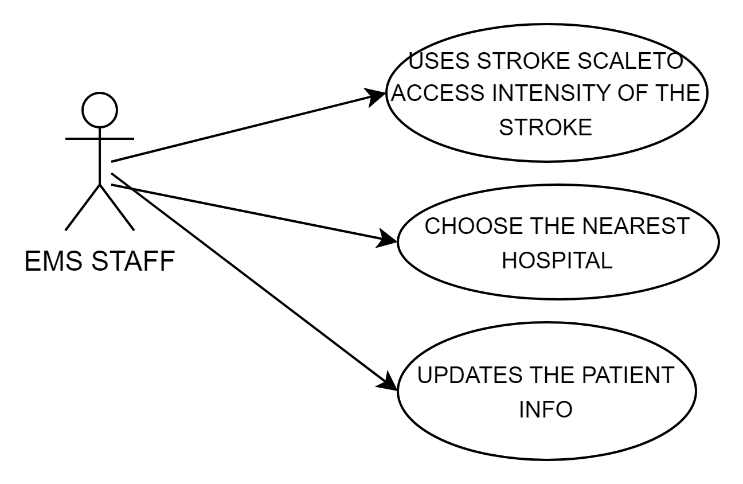 USES STROKE SCALETO
ACCESS INTENSITY OF THE
STROKE
EMS STAFF
CHOOSE THE NEAREST
HOSPITAL
UPDATES THE PATIENT
INFO